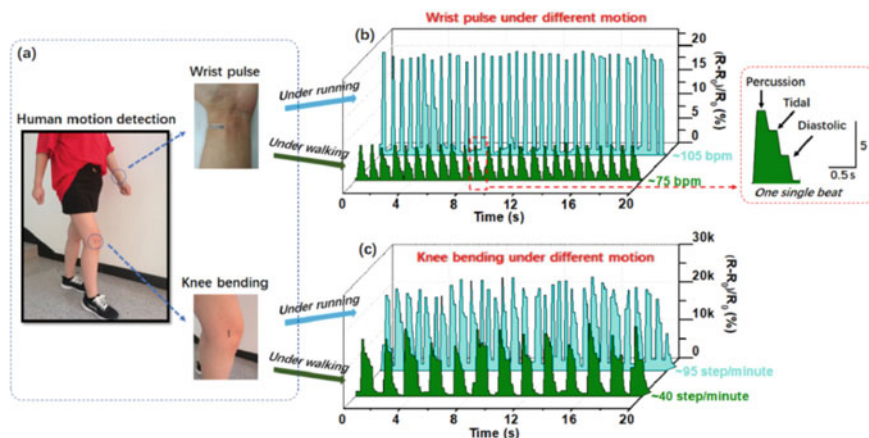 (a)
Human motion detection
Wrist pulse
Knee bending
Under running
Under walking
Under running
Under walking
(b)
Wrist pulse under different motion
20
15
10
5
0
(R-R₀)/R₀ (%)
~105 bpm
~75 bpm
0 4 8 12 16 20
Time (s)
Percussion
Tidal
Diastolic
5
0.5 s
One single beat
(c)
Knee bending under different motion
30k
20k
10k
0
(R-R₀)/R₀ (%)
~95 step/minute
~40 step/minute
0 4 8 12 16 20
Time (s)